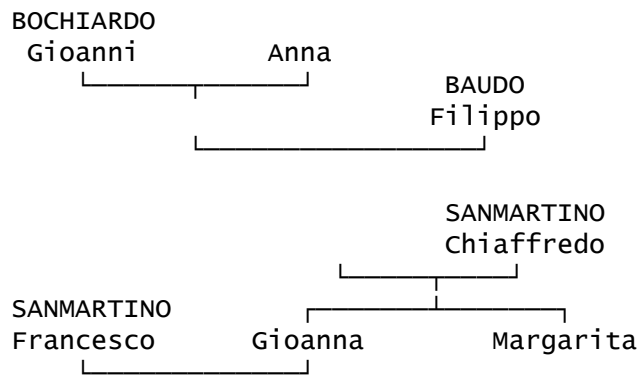 BOCHIARDO
Gioanni Anna
BAUDO
Filippo
SANMARTINO
Chiaffredo
SANMARTINO
Francesco Gioanna Margarita